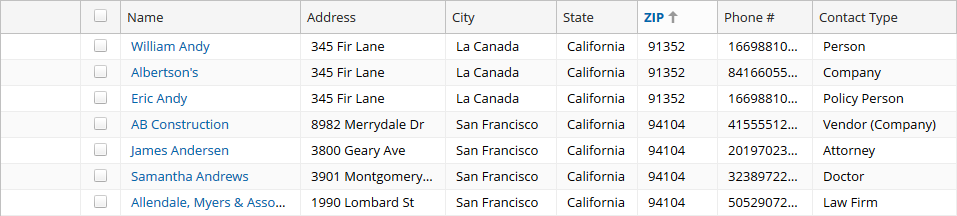 Name Address City State ZIP Phone # Contact Type
William Andy 345 Fir Lane La Canada California 91352 16698810... Person
Albertson's 345 Fir Lane La Canada California 91352 84166055... Company
Eric Andy 345 Fir Lane La Canada California 91352 16698810... Policy Person
AB Construction 8982 Merrydale Dr San Francisco California 94104 41555512... Vendor (Company)
James Andersen 3800 Geary Ave San Francisco California 94104 20197023... Attorney
Samantha Andrews 3901 Montgomery... San Francisco California 94104 32389722... Doctor
Allendale, Myers & Asso... 1990 Lombard St San Francisco California 94104 50529072... Law Firm